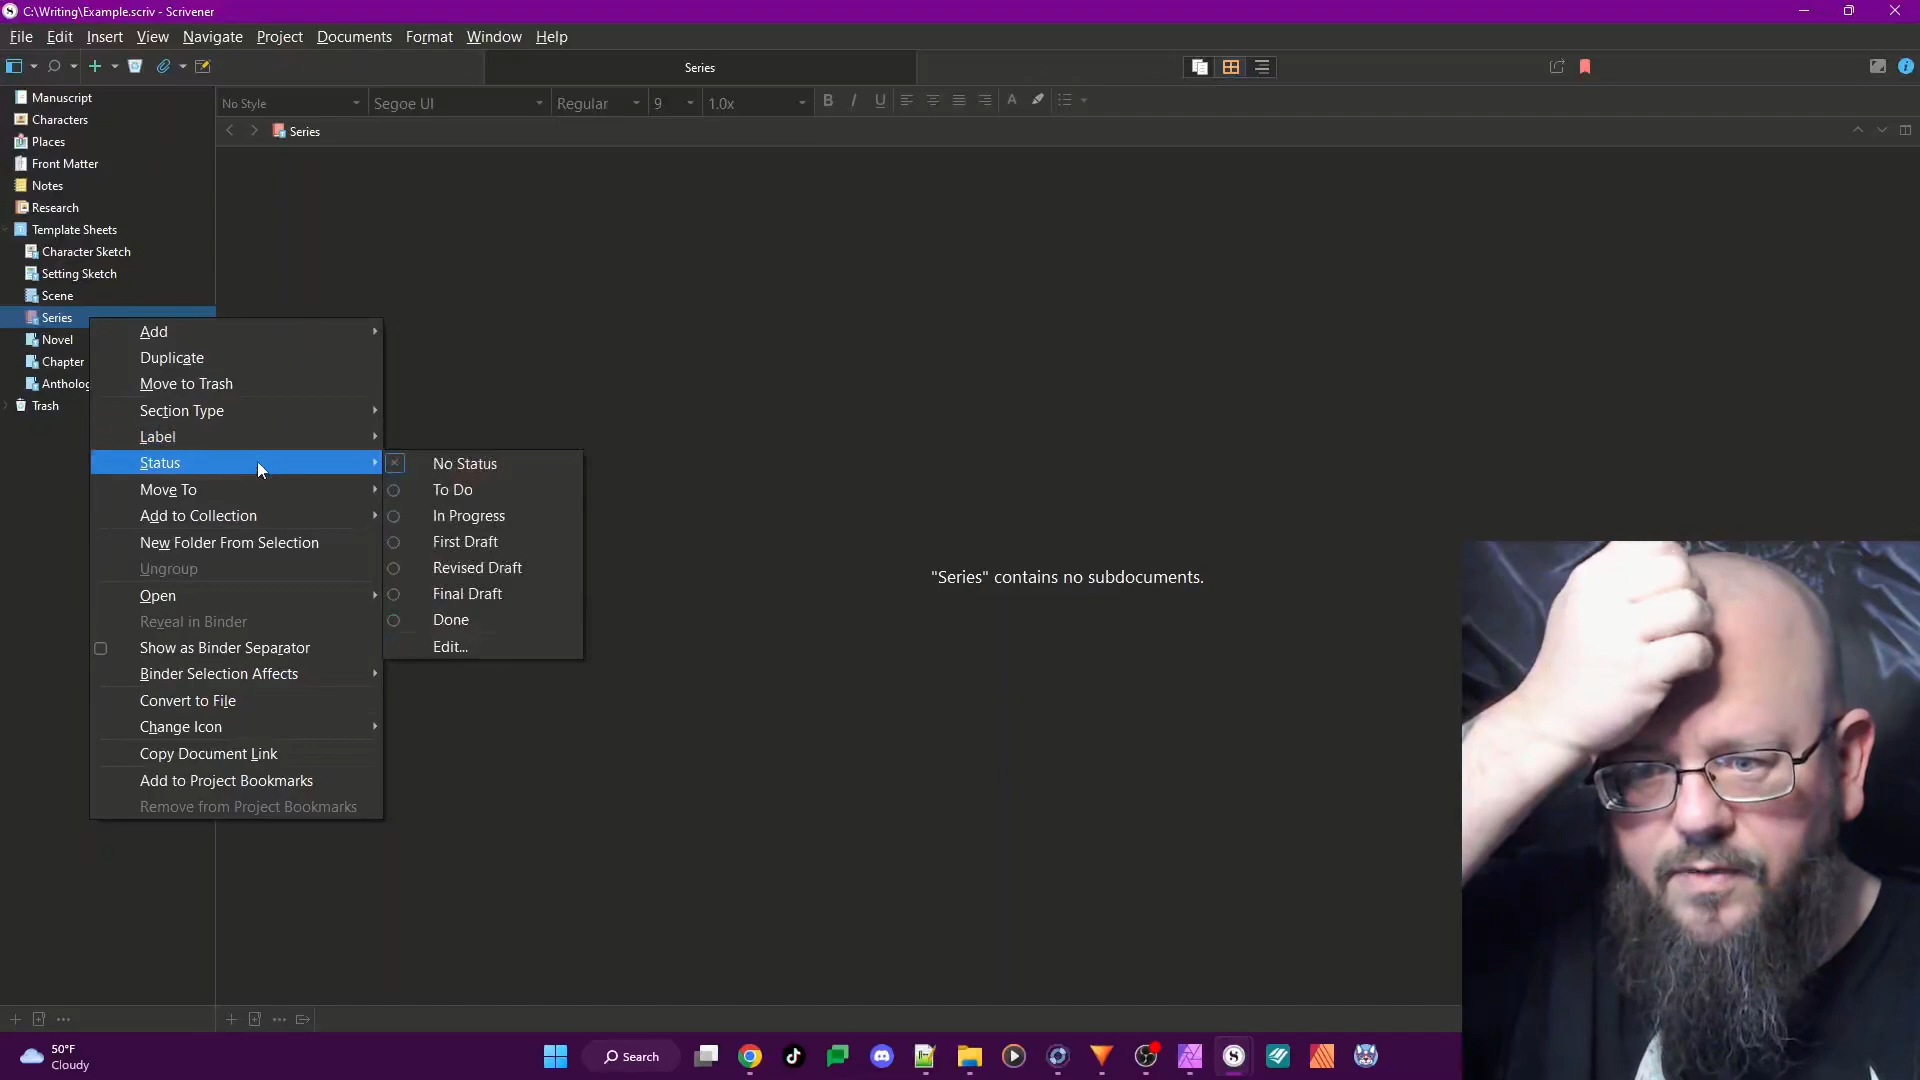 C:\Writing\Example.scriv - Scrivener
File Edit Insert View Navigate Project Documents Format Window Help
Series
No Style Segoe UI Regular 9 1.0x B I U A
Series
Manuscript
Characters
Places
Front Matter
Notes
Research
Template Sheets
Character Sketch
Setting Sketch
Scene
Series
Novel
Chapter
Antholog
Trash
Add
Duplicate
Move to Trash
Section Type
Label
Status
Move To
Add to Collection
New Folder From Selection
Ungroup
Open
Reveal in Binder
Show as Binder Separator
Binder Selection Affects
Convert to File
Change Icon
Copy Document Link
Add to Project Bookmarks
Remove from Project Bookmarks
No Status
To Do
In Progress
First Draft
Revised Draft
Final Draft
Done
Edit...
"Series" contains no subdocuments.
50°F
Cloudy
Search